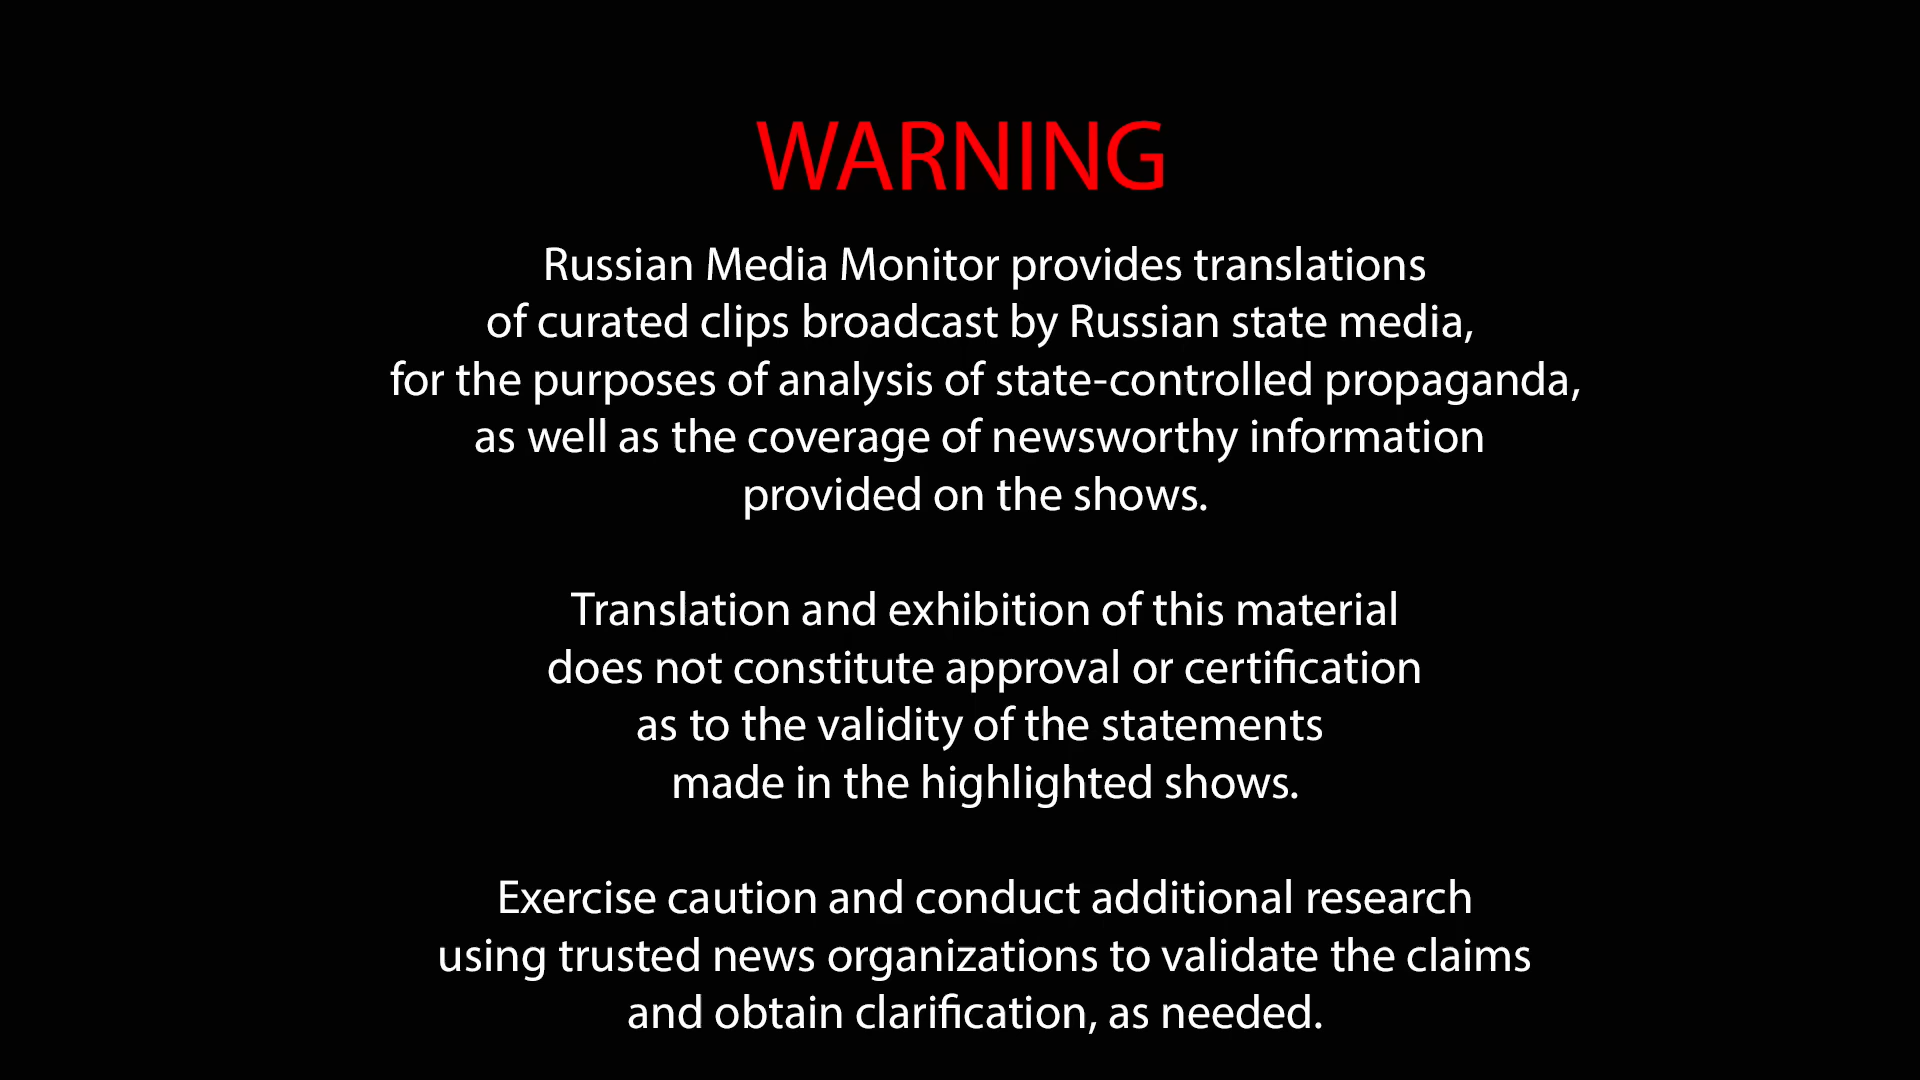 WARNING
Russian Media Monitor provides translations
of curated clips broadcast by Russian state media,
for the purposes of analysis of state-controlled propaganda,
as well as the coverage of newsworthy information
provided on the shows.
Translation and exhibition of this material
does not constitute approval or certification
as to the validity of the statements
made in the highlighted shows.
Exercise caution and conduct additional research
using trusted news organizations to validate the claims
and obtain clarification, as needed.